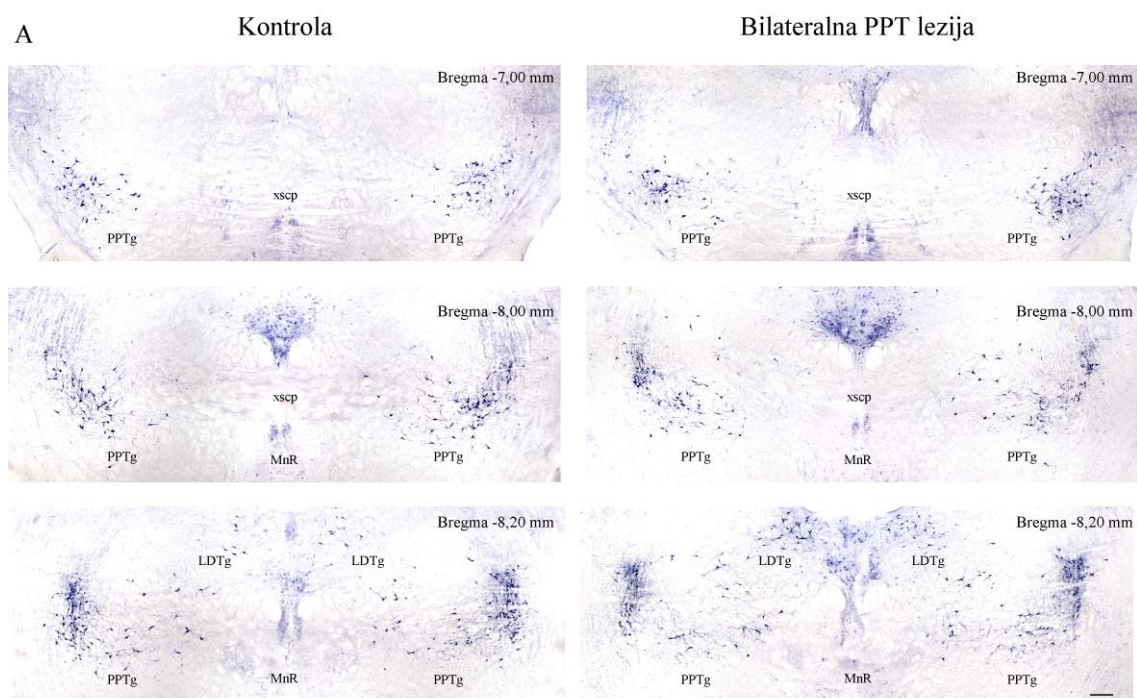 A
Kontrola
Bilateralna PPT lezija
Bregma -7,00 mm
xscp
PPTg
PPTg
Bregma -7,00 mm
xscp
PPTg
PPTg
Bregma -8,00 mm
xscp
PPTg
MnR
PPTg
Bregma -8,00 mm
xscp
PPTg
MnR
PPTg
Bregma -8,20 mm
LDTg
LDTg
PPTg
MnR
PPTg
Bregma -8,20 mm
LDTg
LDTg
PPTg
MnR
PPTg